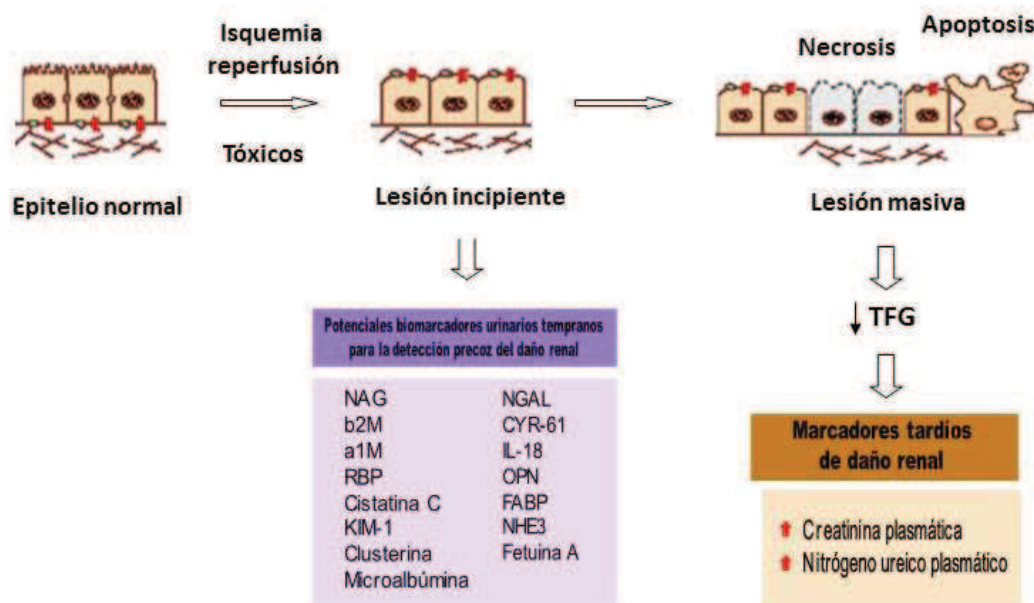 Isquemia
reperfusión
Tóxicos
Necrosis
Apoptosis
Epitelio normal
Lesión incipiente
Lesión masiva
Potenciales biomarcadores urinarios tempranos
para la detección precoz del daño renal
NAG
b2M
a1M
RBP
Cistatina C
KIM-1
Clusterina
Microalbúmina
NGAL
CYR-61
IL-18
OPN
FABP
NHE3
Fetuina A
↓ TFG
Marcadores tardíos
de daño renal
Creatinina plasmática
Nitrógeno ureico plasmático